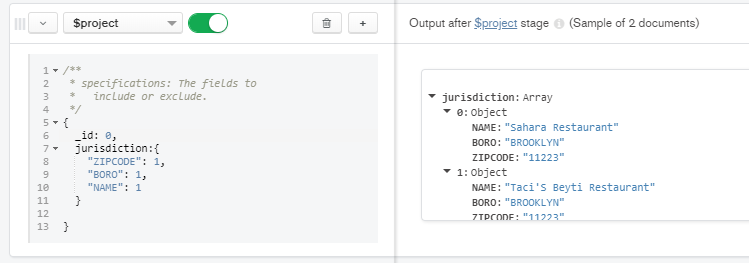 $project
+
Output after $project stage (Sample of 2 documents)
1 /**
2 * specifications: The fields to
3 *   include or exclude.
4 */
5 {
6 _id: 0,
7 jurisdiction:{
8 "ZIPCODE": 1,
9 "BORO": 1,
10 "NAME": 1
11 }
12
13 }
jurisdiction: Array
0: Object
NAME: "Sahara Restaurant"
BORO: "BROOKLYN"
ZIPCODE: "11223"
1: Object
NAME: "Taci'S Beyti Restaurant"
BORO: "BROOKLYN"
ZIPCODE: "11223"